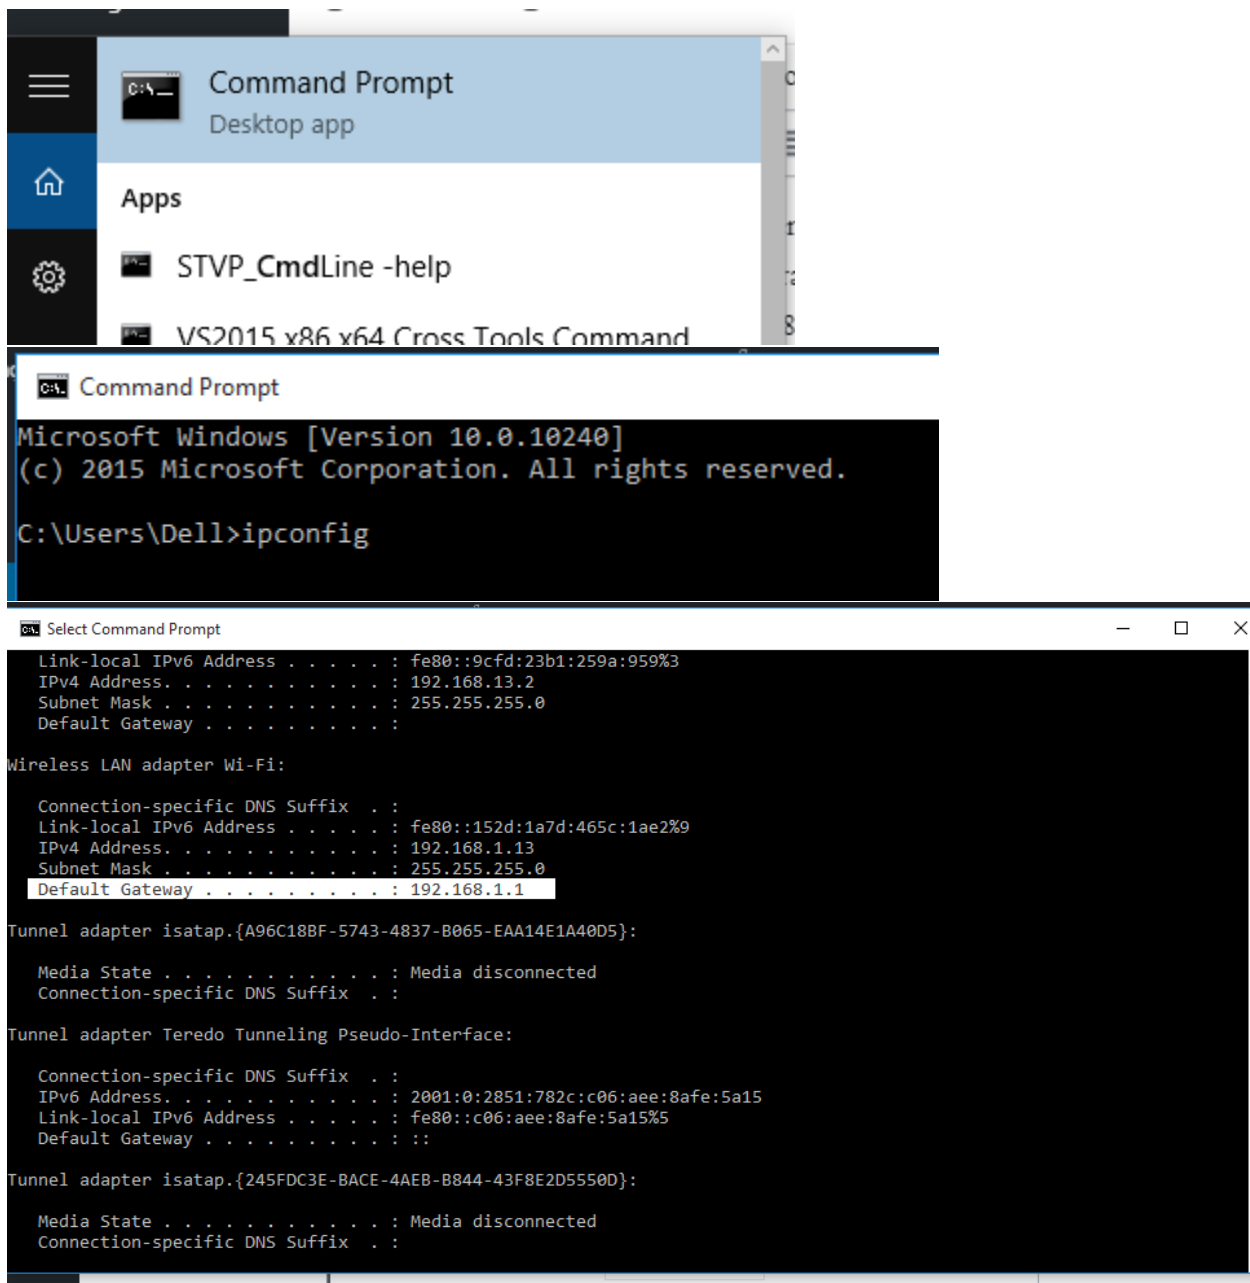 Command Prompt
Desktop app
Apps
STVP_CmdLine -help
VS2015 x86 x64 Cross Tools Command
Command Prompt
Microsoft Windows [Version 10.0.10240]
(c) 2015 Microsoft Corporation. All rights reserved.
C:\Users\Dell>ipconfig
Select Command Prompt
Link-local IPv6 Address . . . . . : fe80::9cfd:23b1:259a:959%3
IPv4 Address. . . . . . . . . . . : 192.168.13.2
Subnet Mask . . . . . . . . . . . : 255.255.255.0
Default Gateway . . . . . . . . . :
Wireless LAN adapter Wi-Fi:
Connection-specific DNS Suffix  . :
Link-local IPv6 Address . . . . . : fe80::152d:1a7d:465c:1ae2%9
IPv4 Address. . . . . . . . . . . : 192.168.1.13
Subnet Mask . . . . . . . . . . . : 255.255.255.0
Default Gateway . . . . . . . . . : 192.168.1.1
Tunnel adapter isatap.{A96C18BF-5743-4837-B065-EAA14E1A40D5}:
Media State . . . . . . . . . . . : Media disconnected
Connection-specific DNS Suffix  . :
Tunnel adapter Teredo Tunneling Pseudo-Interface:
Connection-specific DNS Suffix  . :
IPv6 Address. . . . . . . . . . . : 2001:0:2851:782c:c06:aee:8afe:5a15
Link-local IPv6 Address . . . . . : fe80::c06:aee:8afe:5a15%5
Default Gateway . . . . . . . . . : ::
Tunnel adapter isatap.{245FDC3E-BACE-4AEB-B844-43F8E2D5550D}:
Media State . . . . . . . . . . . : Media disconnected
Connection-specific DNS Suffix  . :